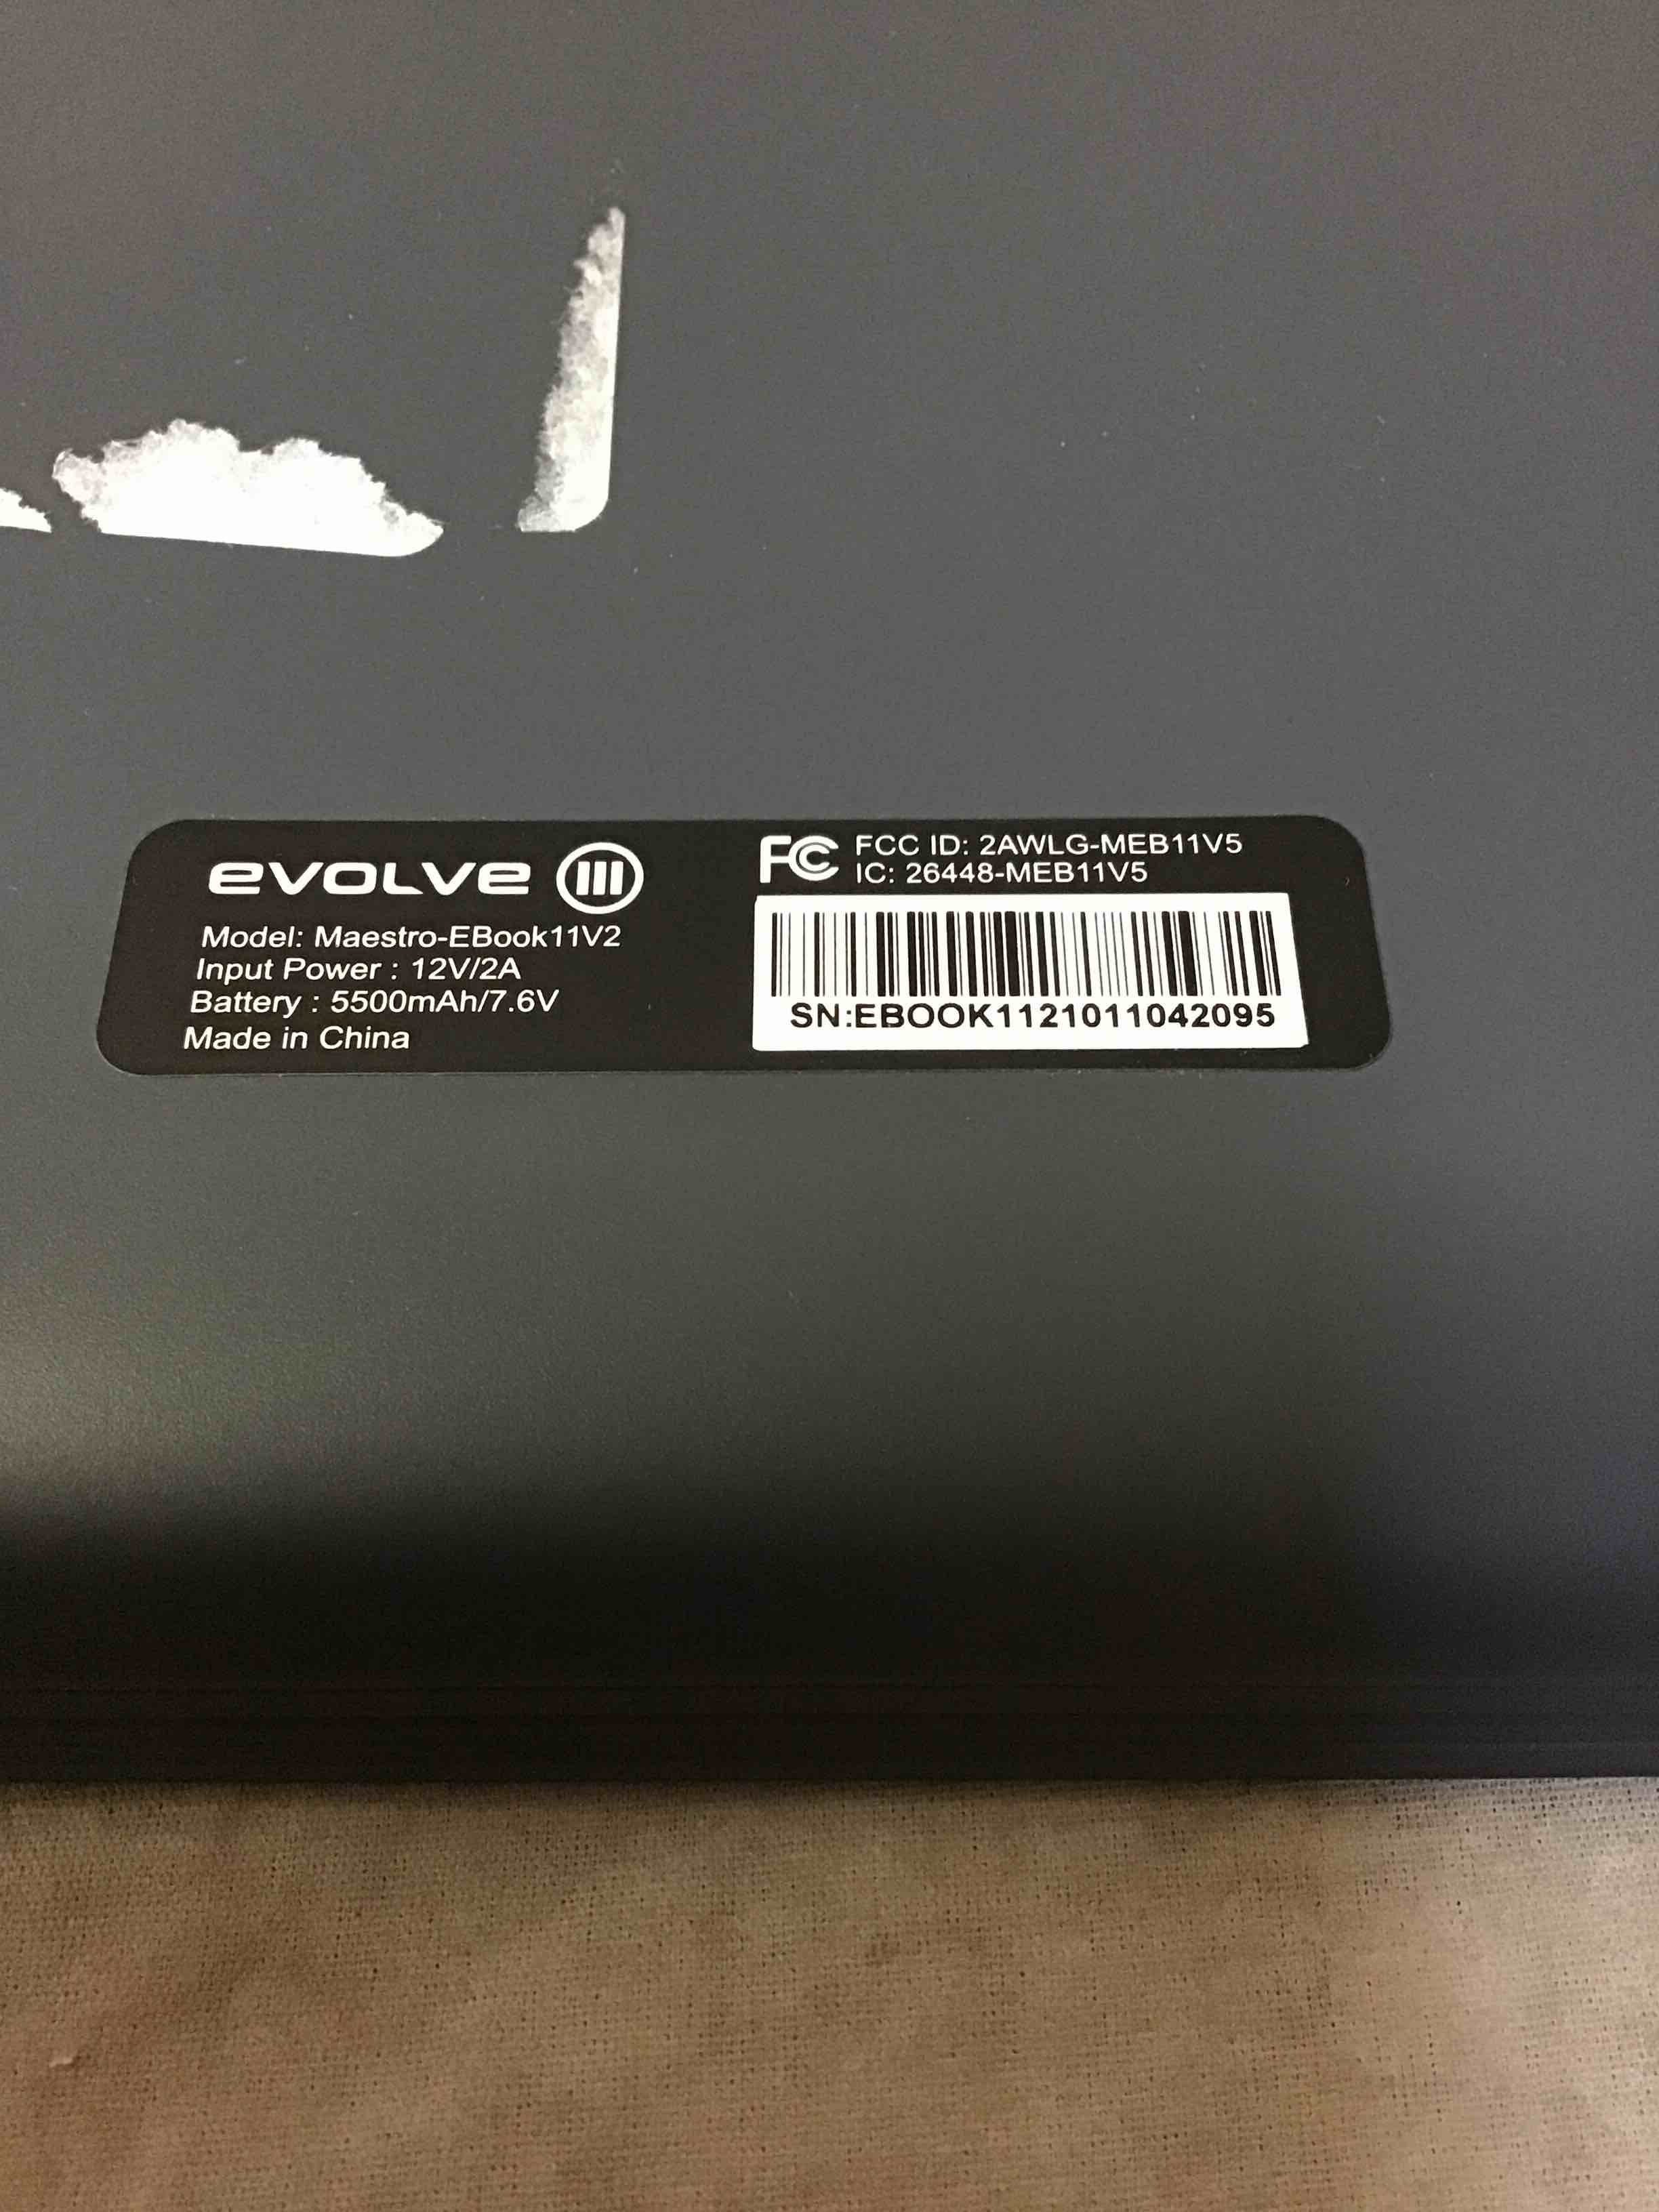 evolve III
Model: Maestro-EBook11V2
Input Power : 12V/2A
Battery : 5500mAh/7.6V
Made in China
FC FCC ID: 2AWLG-MEB11V5
IC: 26448-MEB11V5
SN:EBOOK1121011042095